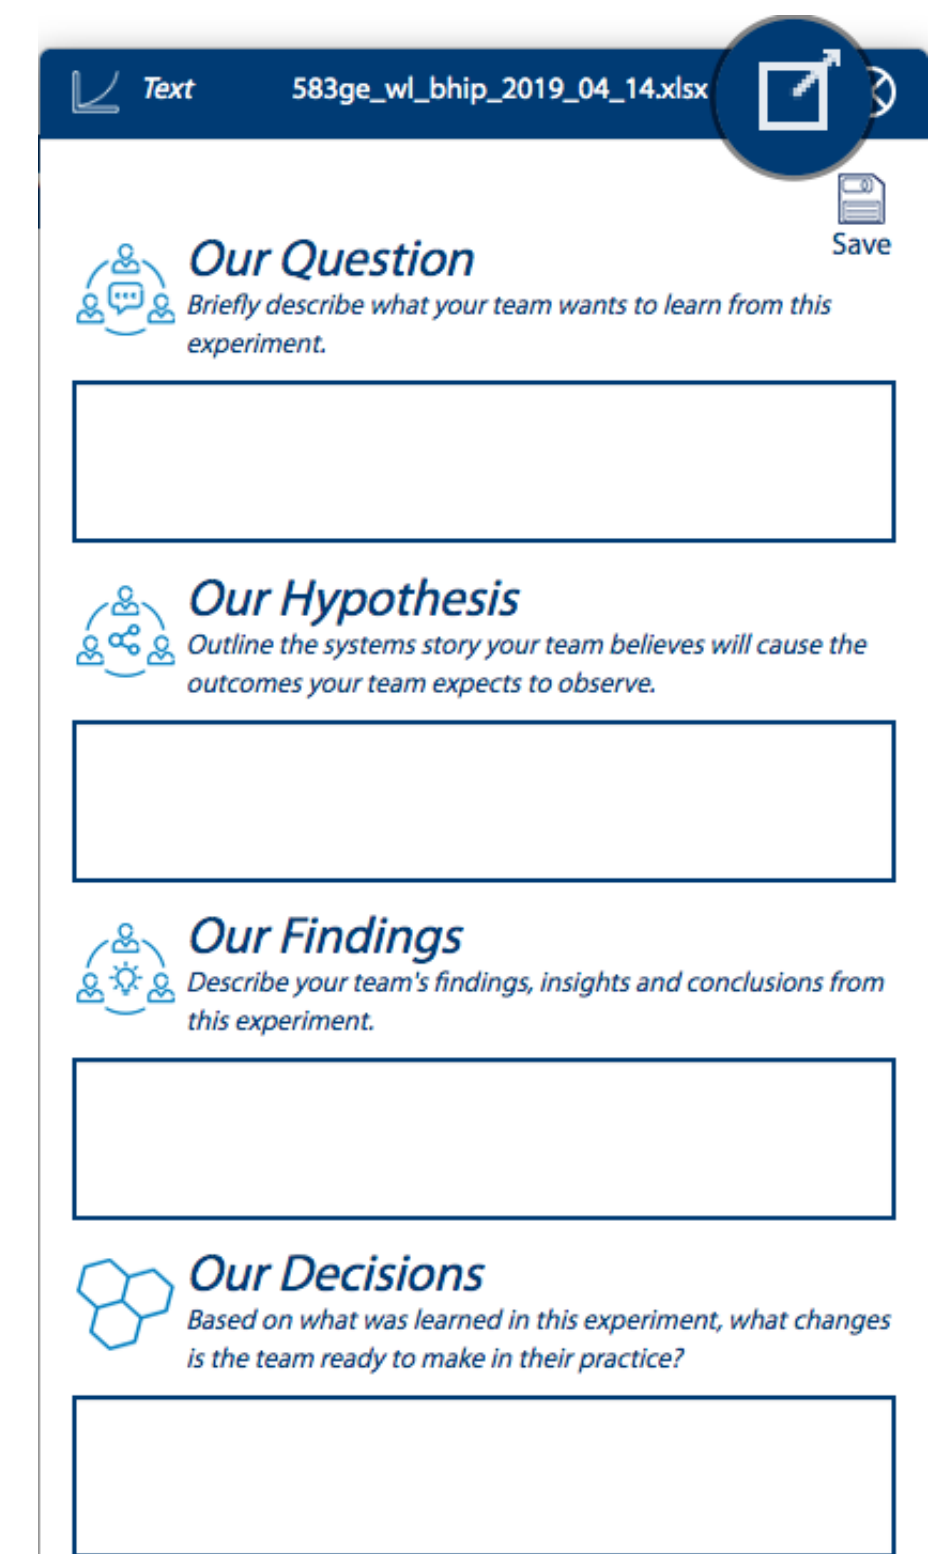 Text 583ge_wl_bhip_2019_04_14.xlsx
Save
Our Question
Briefly describe what your team wants to learn from this
experiment.
Our Hypothesis
Outline the systems story your team believes will cause the
outcomes your team expects to observe.
Our Findings
Describe your team's findings, insights and conclusions from
this experiment.
Our Decisions
Based on what was learned in this experiment, what changes
is the team ready to make in their practice?